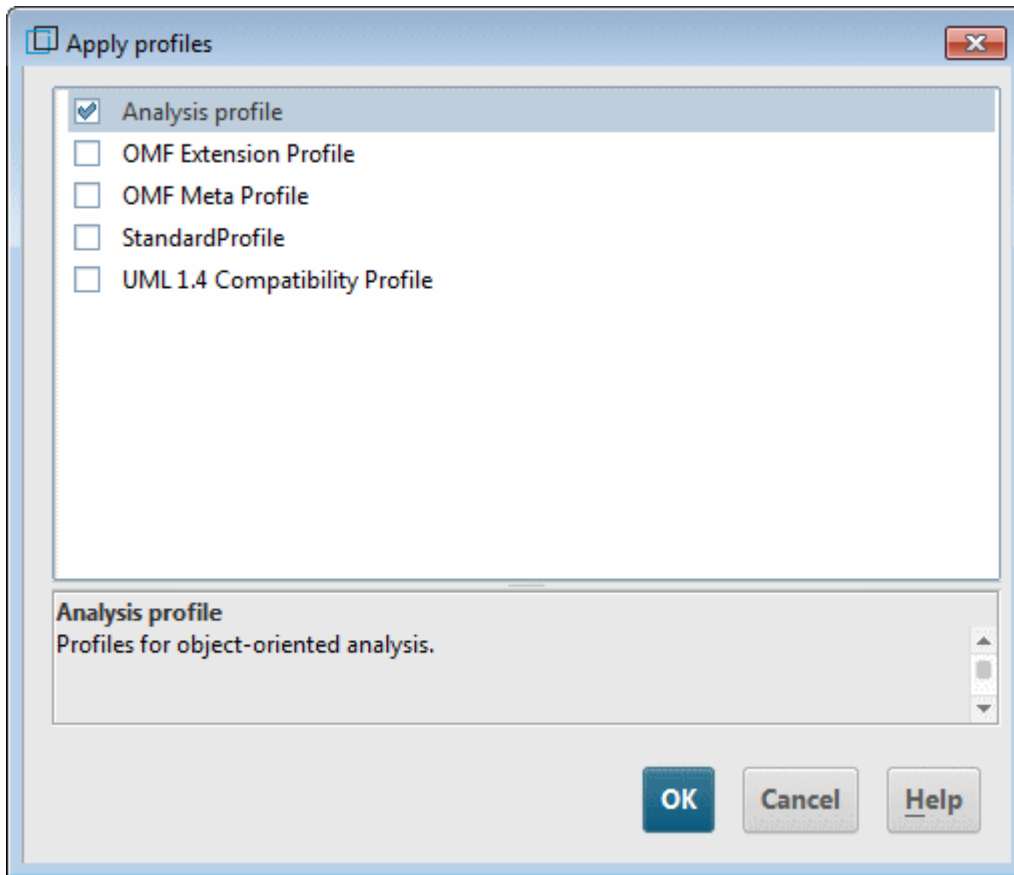 Apply profiles
Analysis profile
OMF Extension Profile
OMF Meta Profile
StandardProfile
UML 1.4 Compatibility Profile
Analysis profile
Profiles for object-oriented analysis.
OK Cancel Help